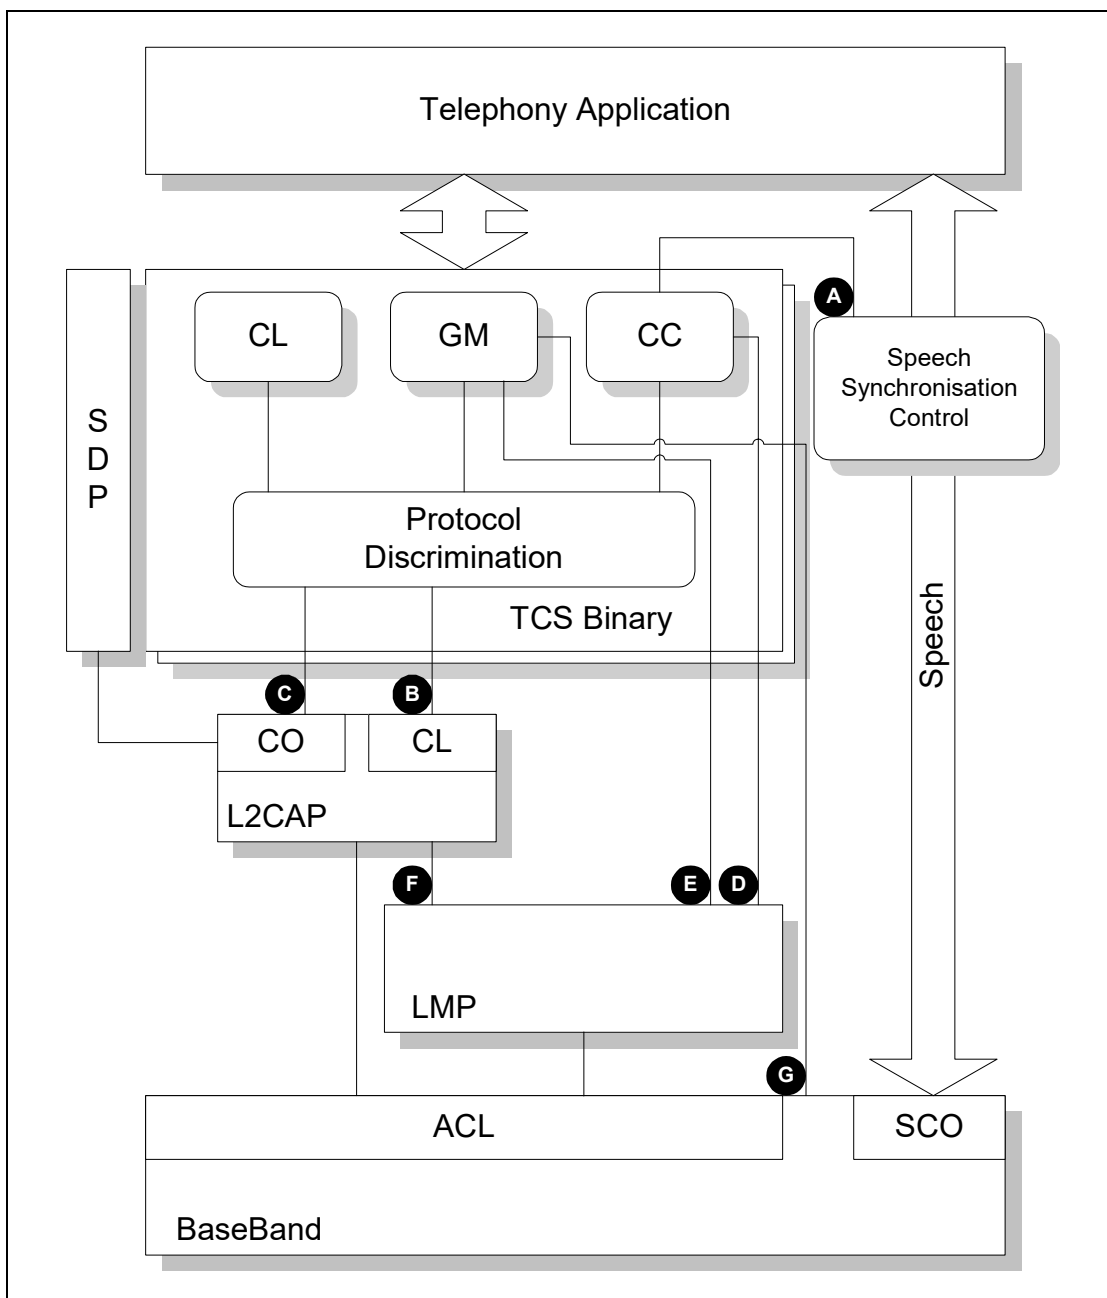 Telephony Application
A
CL
GM
CC
Speech
Synchronisation
Control
S
D
P
Protocol
Discrimination
TCS Binary
Speech
C
B
CO
CL
L2CAP
F
E
D
LMP
G
ACL
SCO
BaseBand